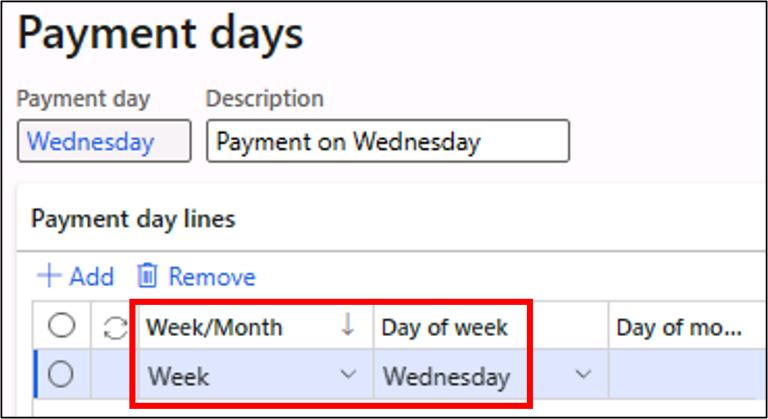 Payment days
Payment day Description
Wednesday Payment on Wednesday
Payment day lines
Add Remove
Week/Month Day of week Day of mo...
Week Wednesday